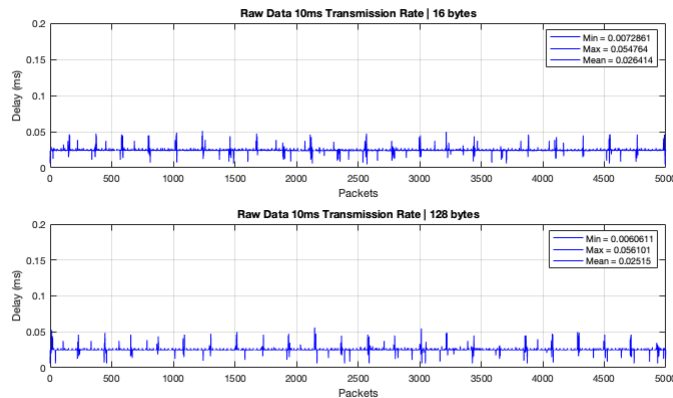 Raw Data 10ms Transmission Rate | 16 bytes
0.2
0.15
0.1
0.05
0
Delay (ms)
Min = 0.0072861
Max = 0.054764
Mean = 0.026414
0 500 1000 1500 2000 2500 3000 3500 4000 4500 5000
Packets
Raw Data 10ms Transmission Rate | 128 bytes
0.2
0.15
0.1
0.05
0
Delay (ms)
Min = 0.0060611
Max = 0.056101
Mean = 0.02515
0 500 1000 1500 2000 2500 3000 3500 4000 4500 5000
Packets